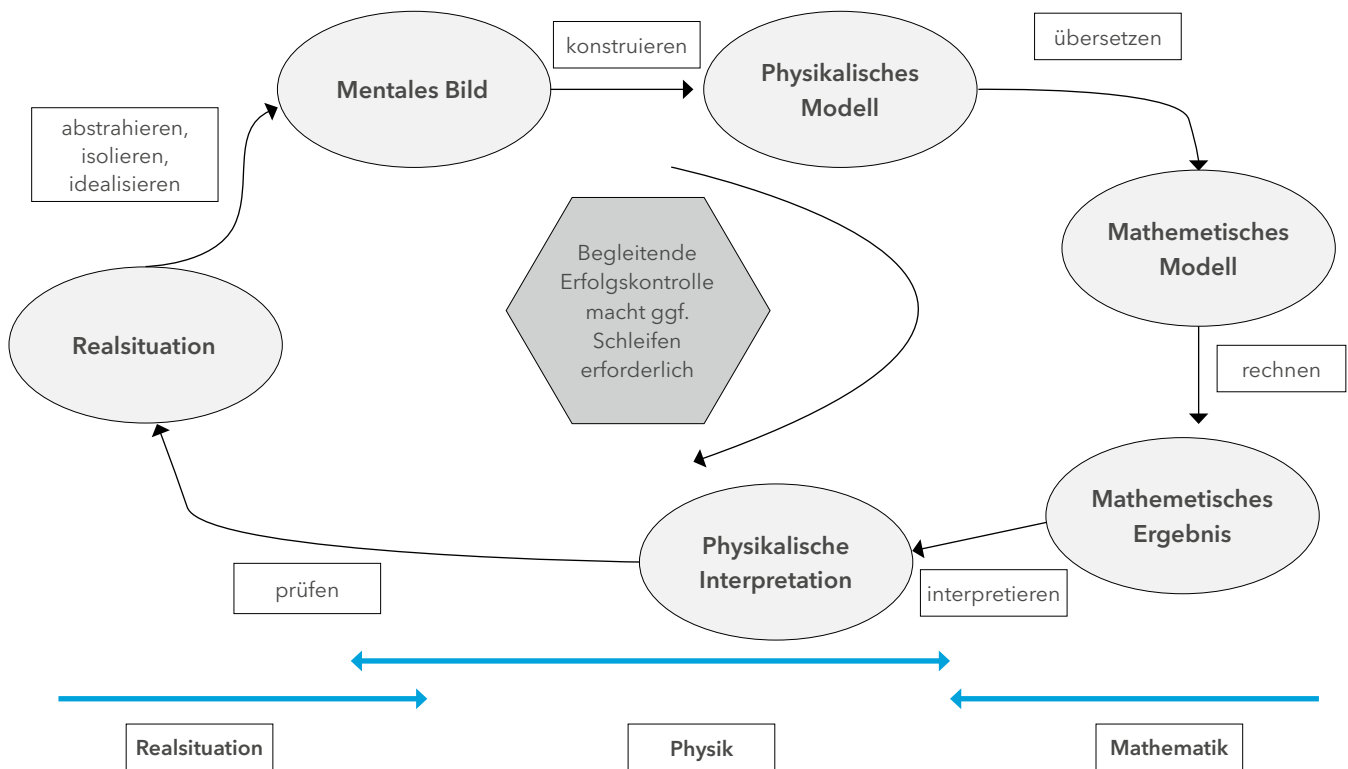 konstruieren
übersetzen
Mentales Bild
Physikalisches
Modell
abstrahieren,
isolieren,
idealisieren
Mathemetisches
Modell
Begleitende
Erfolgskontrolle
macht ggf.
Schleifen
erforderlich
Realsituation
rechnen
Mathemetisches
Ergebnis
Physikalische
Interpretation
prüfen
interpretieren
Realsituation
Physik
Mathematik